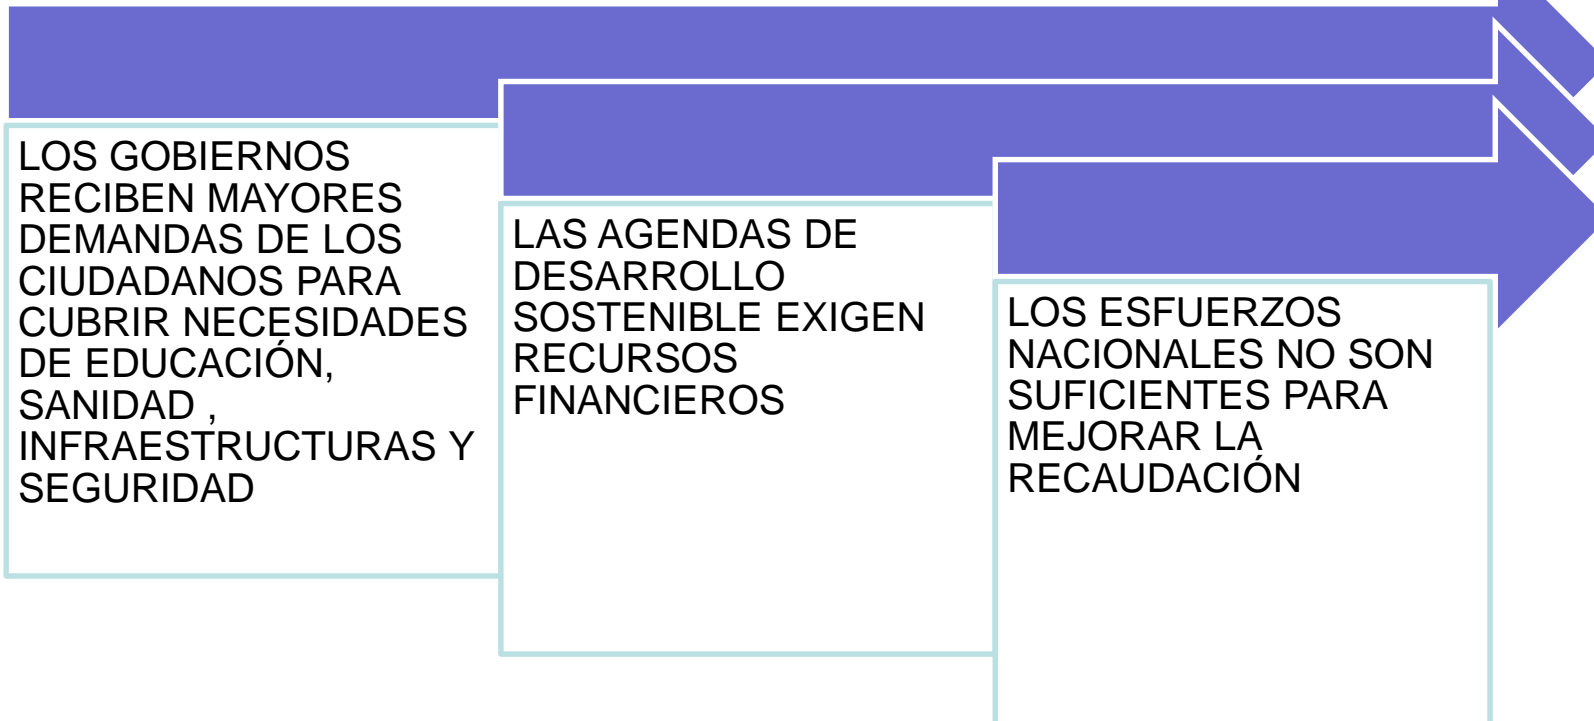 LOS GOBIERNOS
RECIBEN MAYORES
DEMANDAS DE LOS
CIUDADANOS PARA
CUBRIR NECESIDADES
DE EDUCACIÓN,
SANIDAD ,
INFRAESTRUCTURAS Y
SEGURIDAD
LAS AGENDAS DE
DESARROLLO
SOSTENIBLE EXIGEN
RECURSOS
FINANCIEROS
LOS ESFUERZOS
NACIONALES NO SON
SUFICIENTES PARA
MEJORAR LA
RECAUDACIÓN